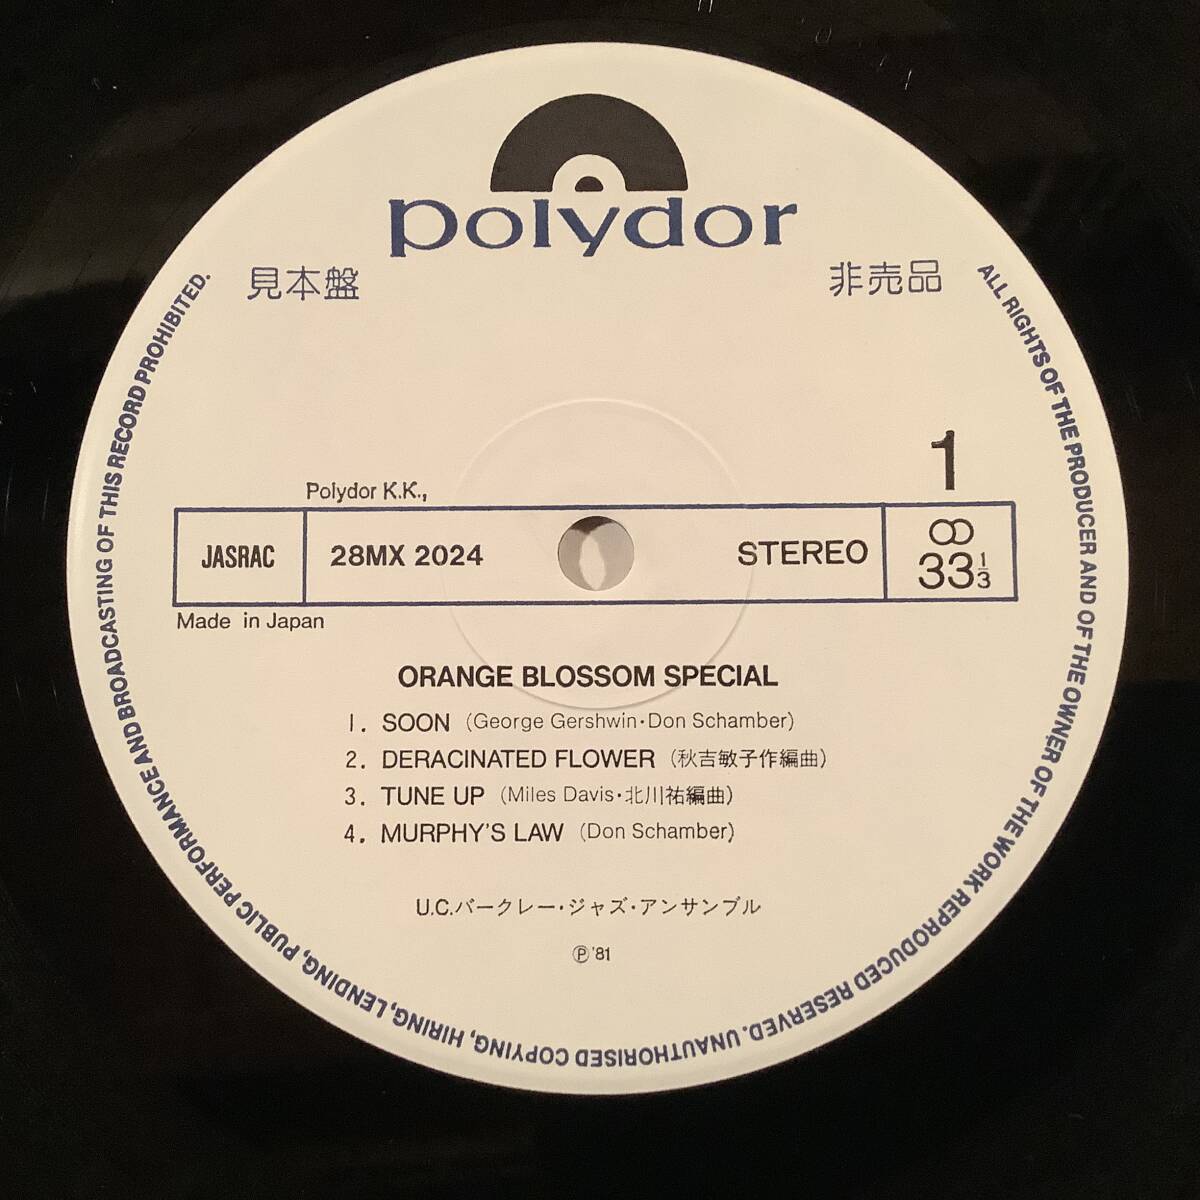 polydor
見本盤
非売品
1
Polydor K.K.,
JASRAC
28MX 2024
STEREO
33⅓
Made in Japan
ORANGE BLOSSOM SPECIAL
1. SOON (George Gershwin・Don Schamber)
2. DERACINATED FLOWER (秋吉敏子作編曲)
3. TUNE UP (Miles Davis・北川祐編曲)
4. MURPHY'S LAW (Don Schamber)
U.C.バークレー・ジャズ・アンサンブル
Ⓟ'81
ALL RIGHTS OF THE PRODUCER AND OF THE OWNER OF THE WORK REPRODUCED RESERVED. UNAUTHORISED COPYING, HIRING, LENDING, PUBLIC PERFORMANCE AND BROADCASTING OF THIS RECORD PROHIBITED.